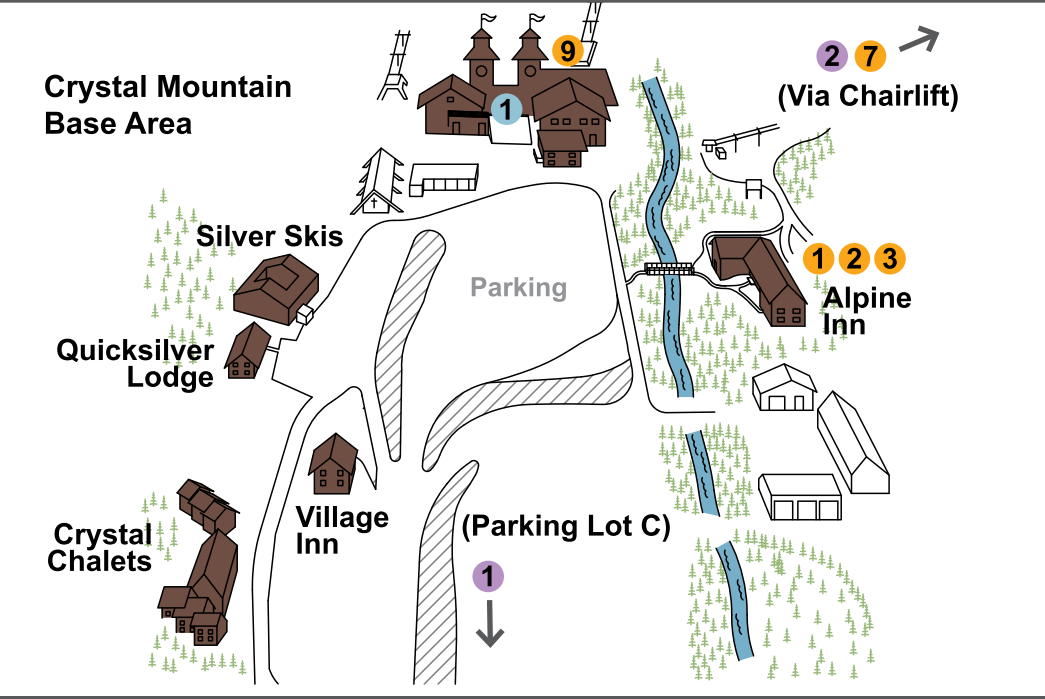 Crystal Mountain
Base Area
9
1
2 7
(Via Chairlift)
Silver Skis
Parking
1 2 3
Alpine
Inn
Quicksilver
Lodge
Village
Inn
(Parking Lot C)
1
Crystal
Chalets